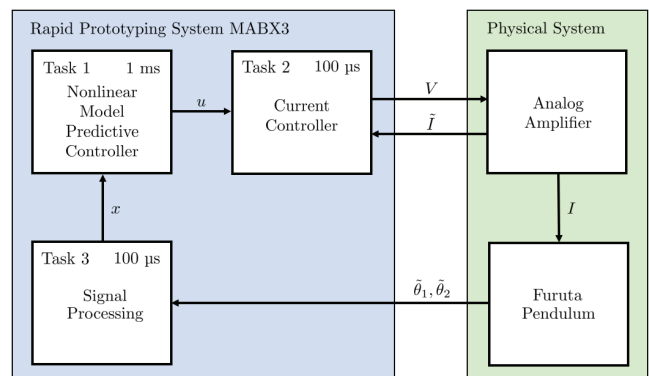 Rapid Prototyping System MABX3
Task 1 1 ms
Nonlinear
Model
Predictive
Controller
u
Task 2 100 µs
Current
Controller
V
Ĩ
Physical System
Analog
Amplifier
I
x
Task 3 100 µs
Signal
Processing
θ̃₁, θ̃₂
Furuta
Pendulum